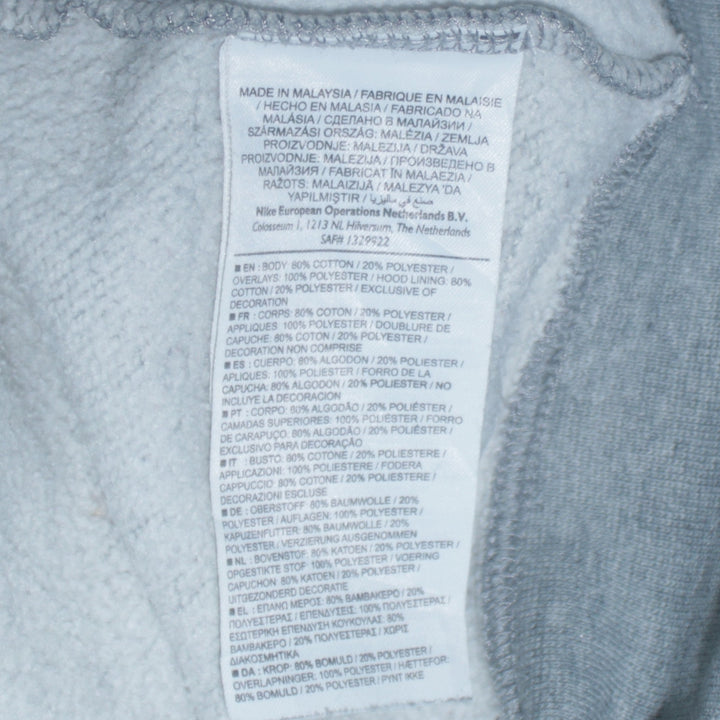 MADE IN MALAYSIA / FABRIQUE EN MALAISIE
/ HECHO EN MALASIA / FABRICADO NA
MALÁSIA / СДЕЛАНО В МАЛАЙЗИИ /
SZÁRMAZÁSI ORSZÁG: MALÉZIA / ZEMLJA
PROIZVODNJE: MALEZIJA / DRŽAVA
PROIZVODNJE: MALEZIJA / ПРОИЗВЕДЕНО В
МАЛАЙЗИЯ / FABRICAT ÎN MALAEZIA /
RAŽOTS: MALAIZIJĀ / MALEZYA 'DA
YAPILMIŞTIR / صنع في ماليزيا
Nike European Operations Netherlands B.V.
Colosseum 1, 1213 NL Hilversum, The Netherlands
SAF# 1329922
■ EN : BODY: 80% COTTON / 20% POLYESTER /
OVERLAYS: 100% POLYESTER / HOOD LINING: 80%
COTTON / 20% POLYESTER / EXCLUSIVE OF
DECORATION
■ FR : CORPS: 80% COTON / 20% POLYESTER /
APPLIQUES: 100% POLYESTER / DOUBLURE DE
CAPUCHE: 80% COTON / 20% POLYESTER /
DECORATION NON COMPRISE
■ ES : CUERPO: 80% ALGODON / 20% POLIESTER /
APLIQUES: 100% POLIESTER / FORRO DE LA
CAPUCHA: 80% ALGODON / 20% POLIESTER / NO
INCLUYE LA DECORACION
■ PT : CORPO: 80% ALGODÃO / 20% POLIÉSTER /
CAMADAS SUPERIORES: 100% POLIÉSTER / FORRO
DE CARAPUÇO: 80% ALGODÃO / 20% POLIÉSTER /
EXCLUSIVO PARA DECORAÇÃO
■ IT : BUSTO: 80% COTONE / 20% POLIESTERE /
APPLICAZIONI: 100% POLIESTERE / FODERA
CAPPUCCIO: 80% COTONE / 20% POLIESTERE /
DECORAZIONI ESCLUSE
■ DE : OBERSTOFF: 80% BAUMWOLLE / 20%
POLYESTER / AUFLAGEN: 100% POLYESTER /
KAPUZENFUTTER: 80% BAUMWOLLE / 20%
POLYESTER / VERZIERUNG AUSGENOMMEN
■ NL : BOVENSTOF: 80% KATOEN / 20% POLYESTER /
OPGESTIKTE STOF: 100% POLYESTER / VOERING
CAPUCHON: 80% KATOEN / 20% POLYESTER /
UITGEZONDERD DECORATIE
■ EL : ΕΠΑΝΩ ΜΕΡΟΣ: 80% ΒΑΜΒΑΚΕΡΟ / 20%
ΠΟΛΥΕΣΤΕΡΑΣ / ΕΠΕΝΔΥΣΕΙΣ: 100% ΠΟΛΥΕΣΤΕΡΑΣ /
ΕΣΩΤΕΡΙΚΗ ΕΠΕΝΔΥΣΗ ΚΟΥΚΟΥΛΑΣ: 80%
ΒΑΜΒΑΚΕΡΟ / 20% ΠΟΛΥΕΣΤΕΡΑΣ / ΧΩΡΙΣ
ΔΙΑΚΟΣΜΗΤΙΚΑ
■ DA : KROP: 80% BOMULD / 20% POLYESTER /
OVERLAPNINGER: 100% POLYESTER / HÆTTEFOR:
80% BOMULD / 20% POLYESTER / PYNT IKKE